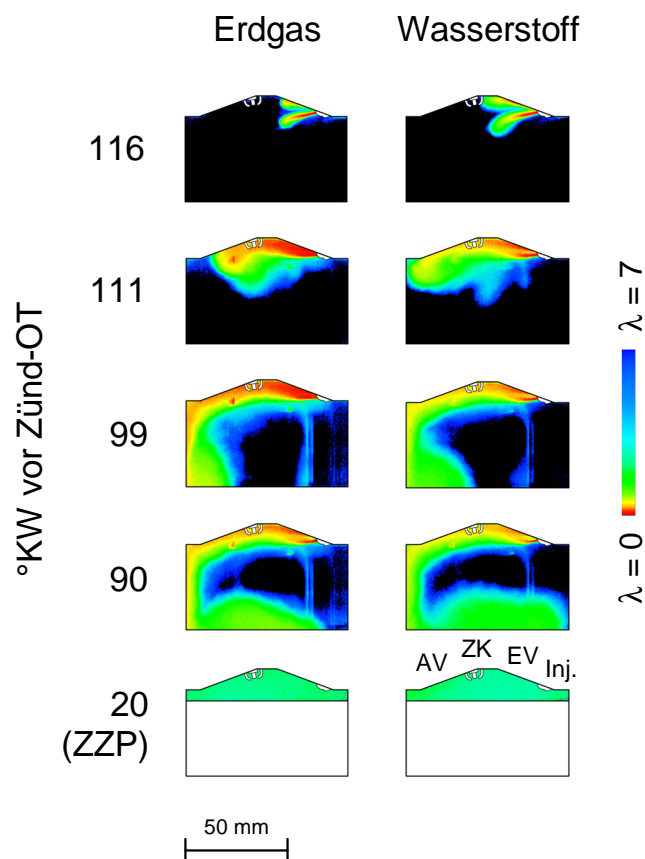 Erdgas Wasserstoff
116
111
99
90
20
(ZZP)
°KW vor Zünd-OT
AV ZK EV Inj.
λ = 7
λ = 0
50 mm